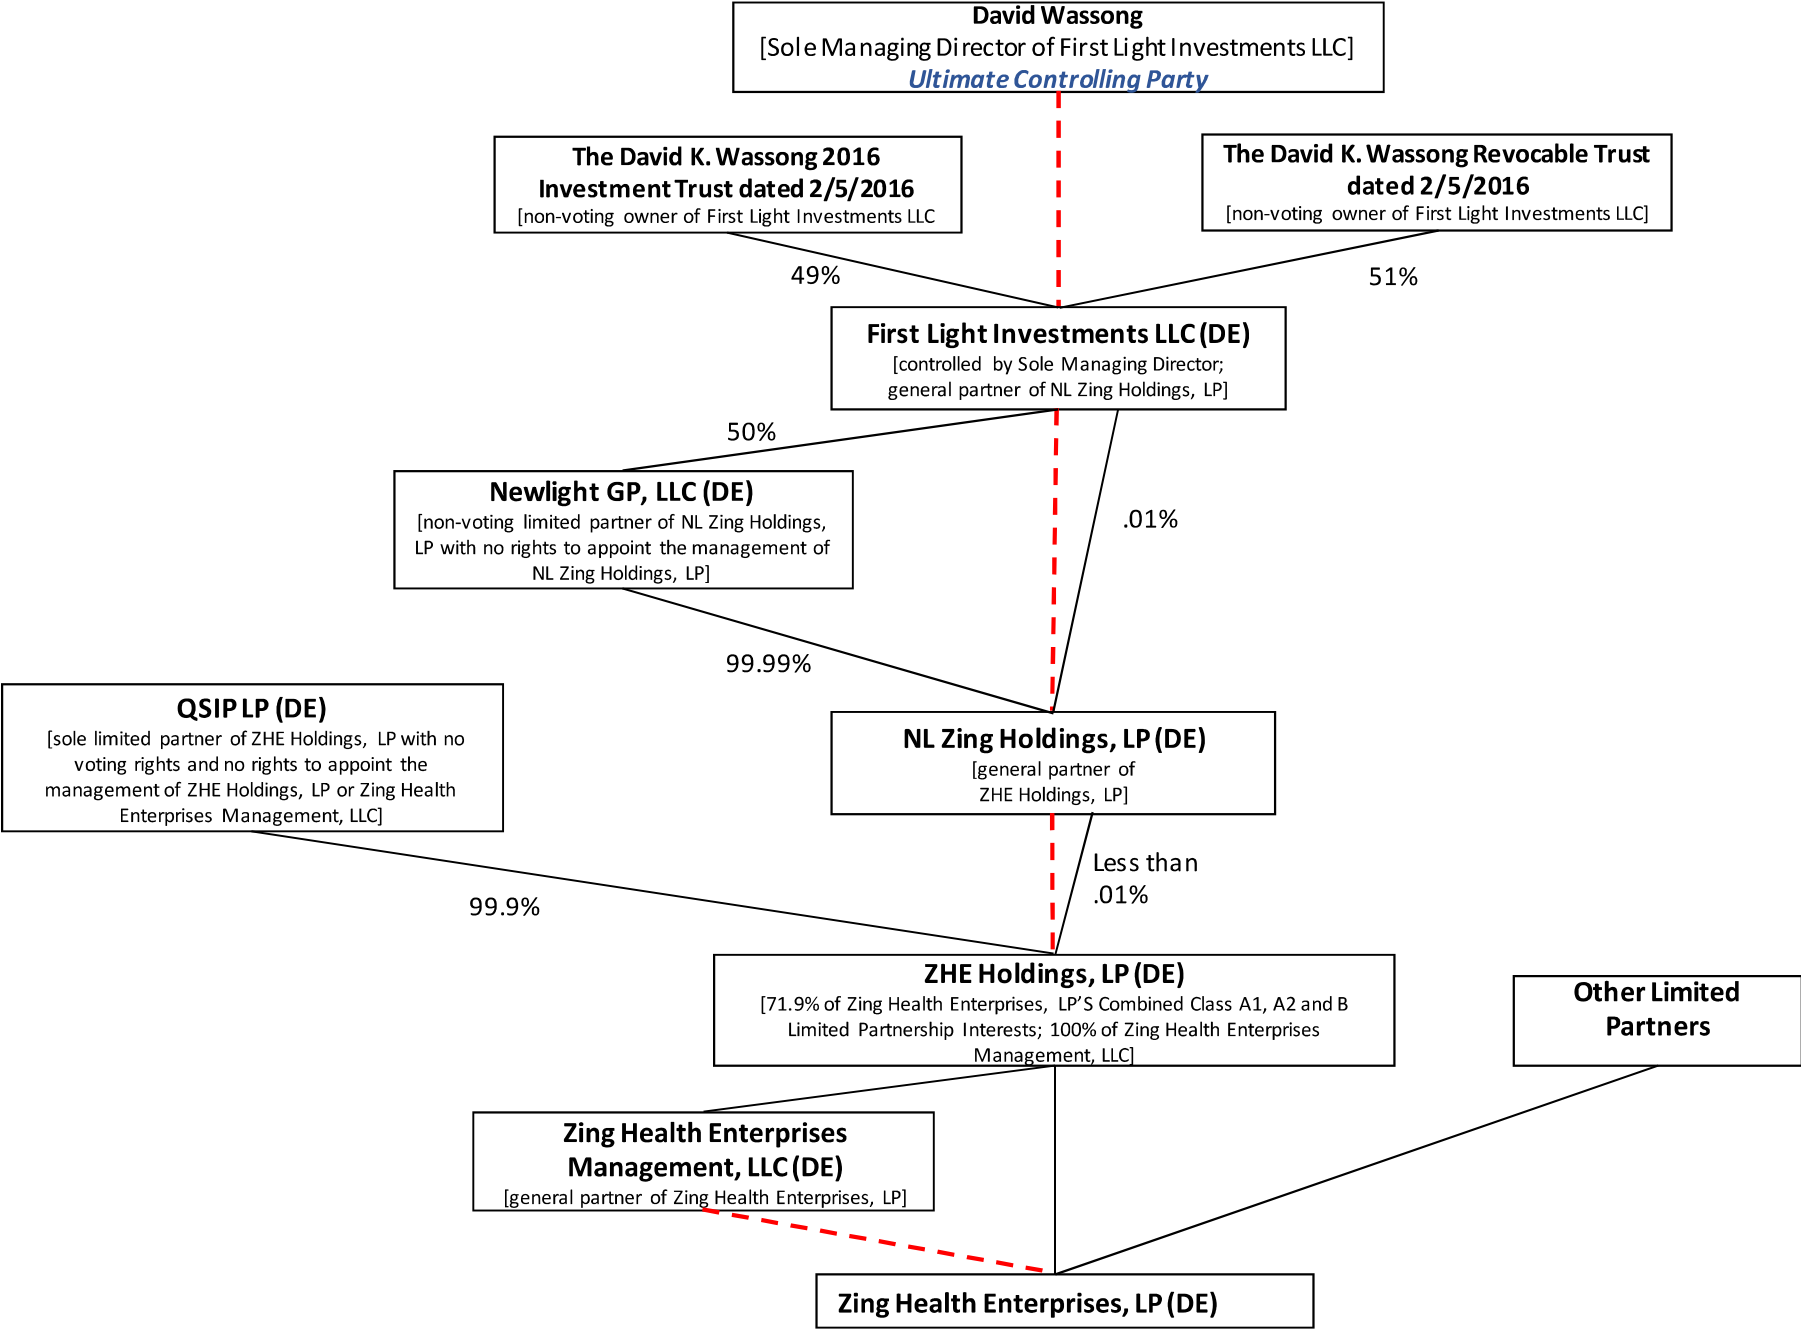 David Wassong
[Sole Managing Director of First Light Investments LLC]
Ultimate Controlling Party
The David K. Wassong 2016
Investment Trust dated 2/5/2016
[non-voting owner of First Light Investments LLC
The David K. Wassong Revocable Trust
dated 2/5/2016
[non-voting owner of First Light Investments LLC]
49%
51%
First Light Investments LLC (DE)
[controlled by Sole Managing Director;
general partner of NL Zing Holdings, LP]
50%
Newlight GP, LLC (DE)
[non-voting limited partner of NL Zing Holdings,
LP with no rights to appoint the management of
NL Zing Holdings, LP]
.01%
99.99%
QSIP LP (DE)
[sole limited partner of ZHE Holdings, LP with no
voting rights and no rights to appoint the
management of ZHE Holdings, LP or Zing Health
Enterprises Management, LLC]
NL Zing Holdings, LP (DE)
[general partner of
ZHE Holdings, LP]
Less than
.01%
99.9%
ZHE Holdings, LP (DE)
[71.9% of Zing Health Enterprises, LP’S Combined Class A1, A2 and B
Limited Partnership Interests; 100% of Zing Health Enterprises
Management, LLC]
Other Limited
Partners
Zing Health Enterprises
Management, LLC (DE)
[general partner of Zing Health Enterprises, LP]
Zing Health Enterprises, LP (DE)